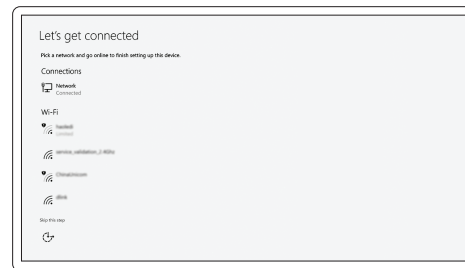 Let's get connected
Pick a network and go online to finish setting up this device.
Connections
Network
Connected
Wi-Fi
service_validation_2.4Ghz
ChinaUnicom
dlink
Skip this step